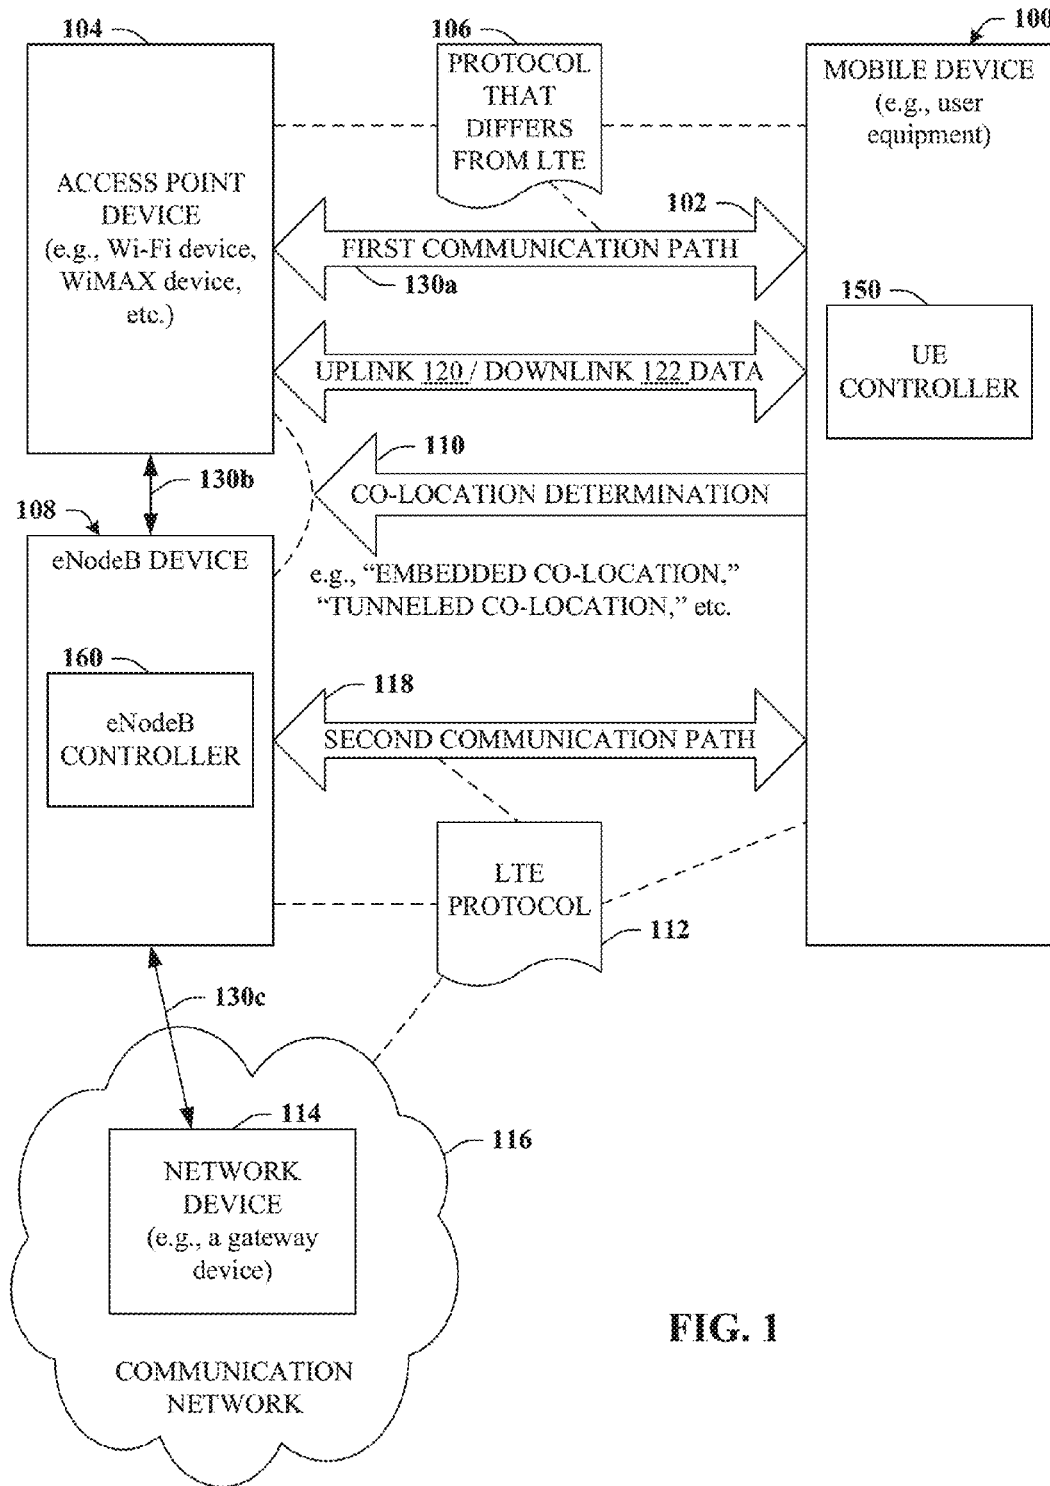 104
106
100
PROTOCOL
THAT
DIFFERS
FROM LTE
MOBILE DEVICE
(e.g., user
equipment)
ACCESS POINT
DEVICE
(e.g., Wi-Fi device,
WiMAX device,
etc.)
102
FIRST COMMUNICATION PATH
130a
150
UE
CONTROLLER
UPLINK 120 / DOWNLINK 122 DATA
110
CO-LOCATION DETERMINATION
130b
108
eNodeB DEVICE
e.g., “EMBEDDED CO-LOCATION,”
“TUNNELED CO-LOCATION,” etc.
160
eNodeB
CONTROLLER
118
SECOND COMMUNICATION PATH
LTE
PROTOCOL
112
130c
114
116
NETWORK
DEVICE
(e.g., a gateway
device)
COMMUNICATION
NETWORK
FIG. 1